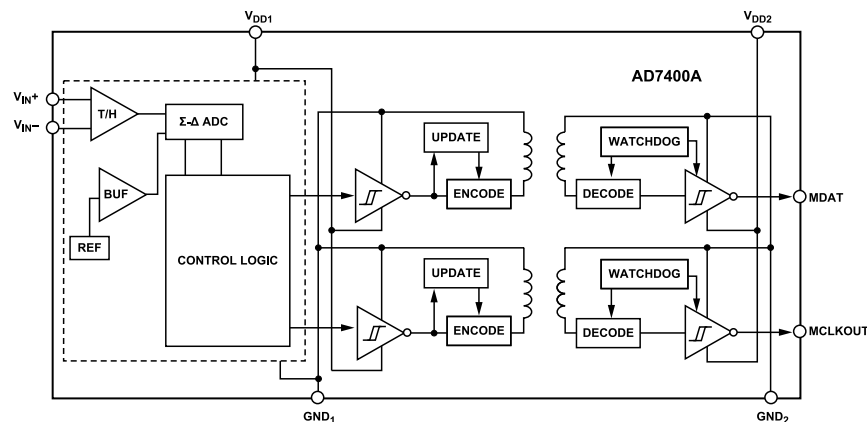 VDD1
VDD2
AD7400A
VIN+
VIN–
T/H
Σ-Δ ADC
BUF
REF
CONTROL LOGIC
UPDATE
ENCODE
WATCHDOG
DECODE
MDAT
UPDATE
ENCODE
WATCHDOG
DECODE
MCLKOUT
GND1
GND2